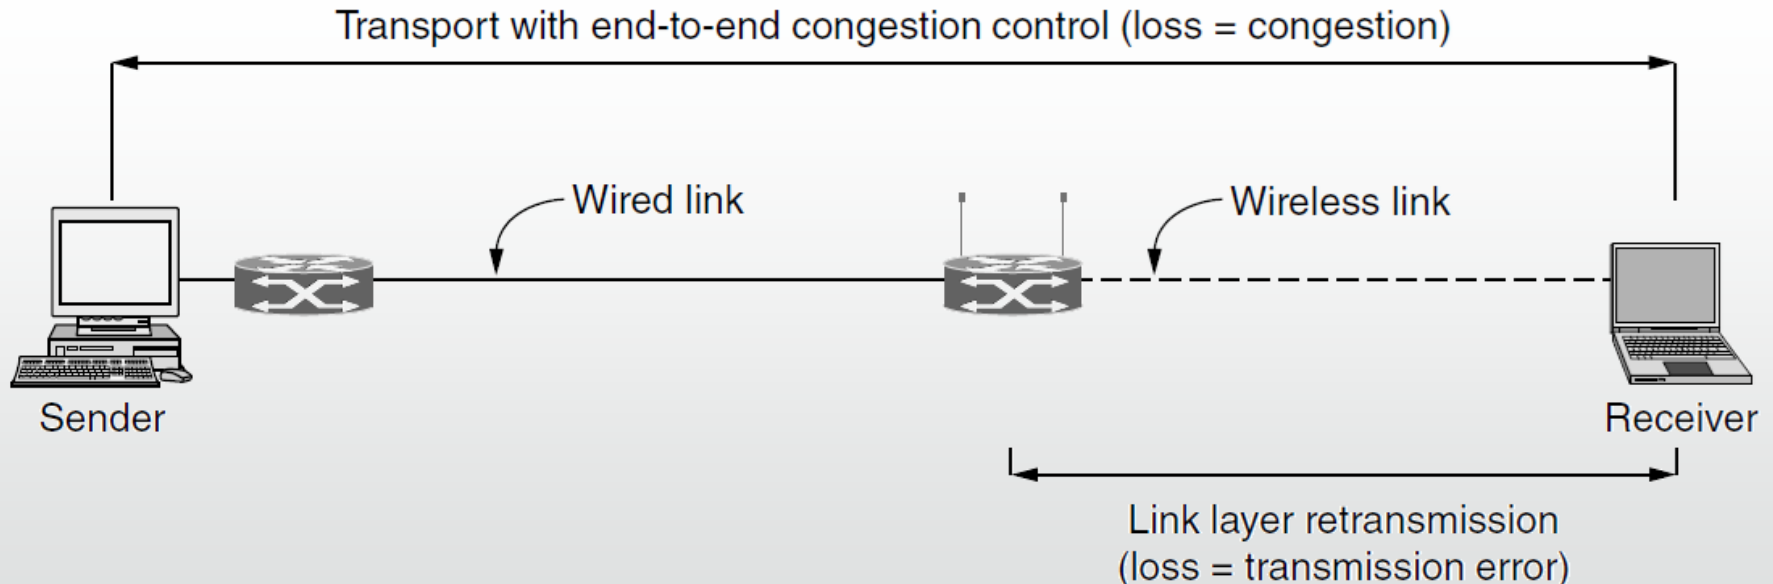 Transport with end-to-end congestion control (loss = congestion)
Wired link
Wireless link
Sender
Receiver
Link layer retransmission
(loss = transmission error)